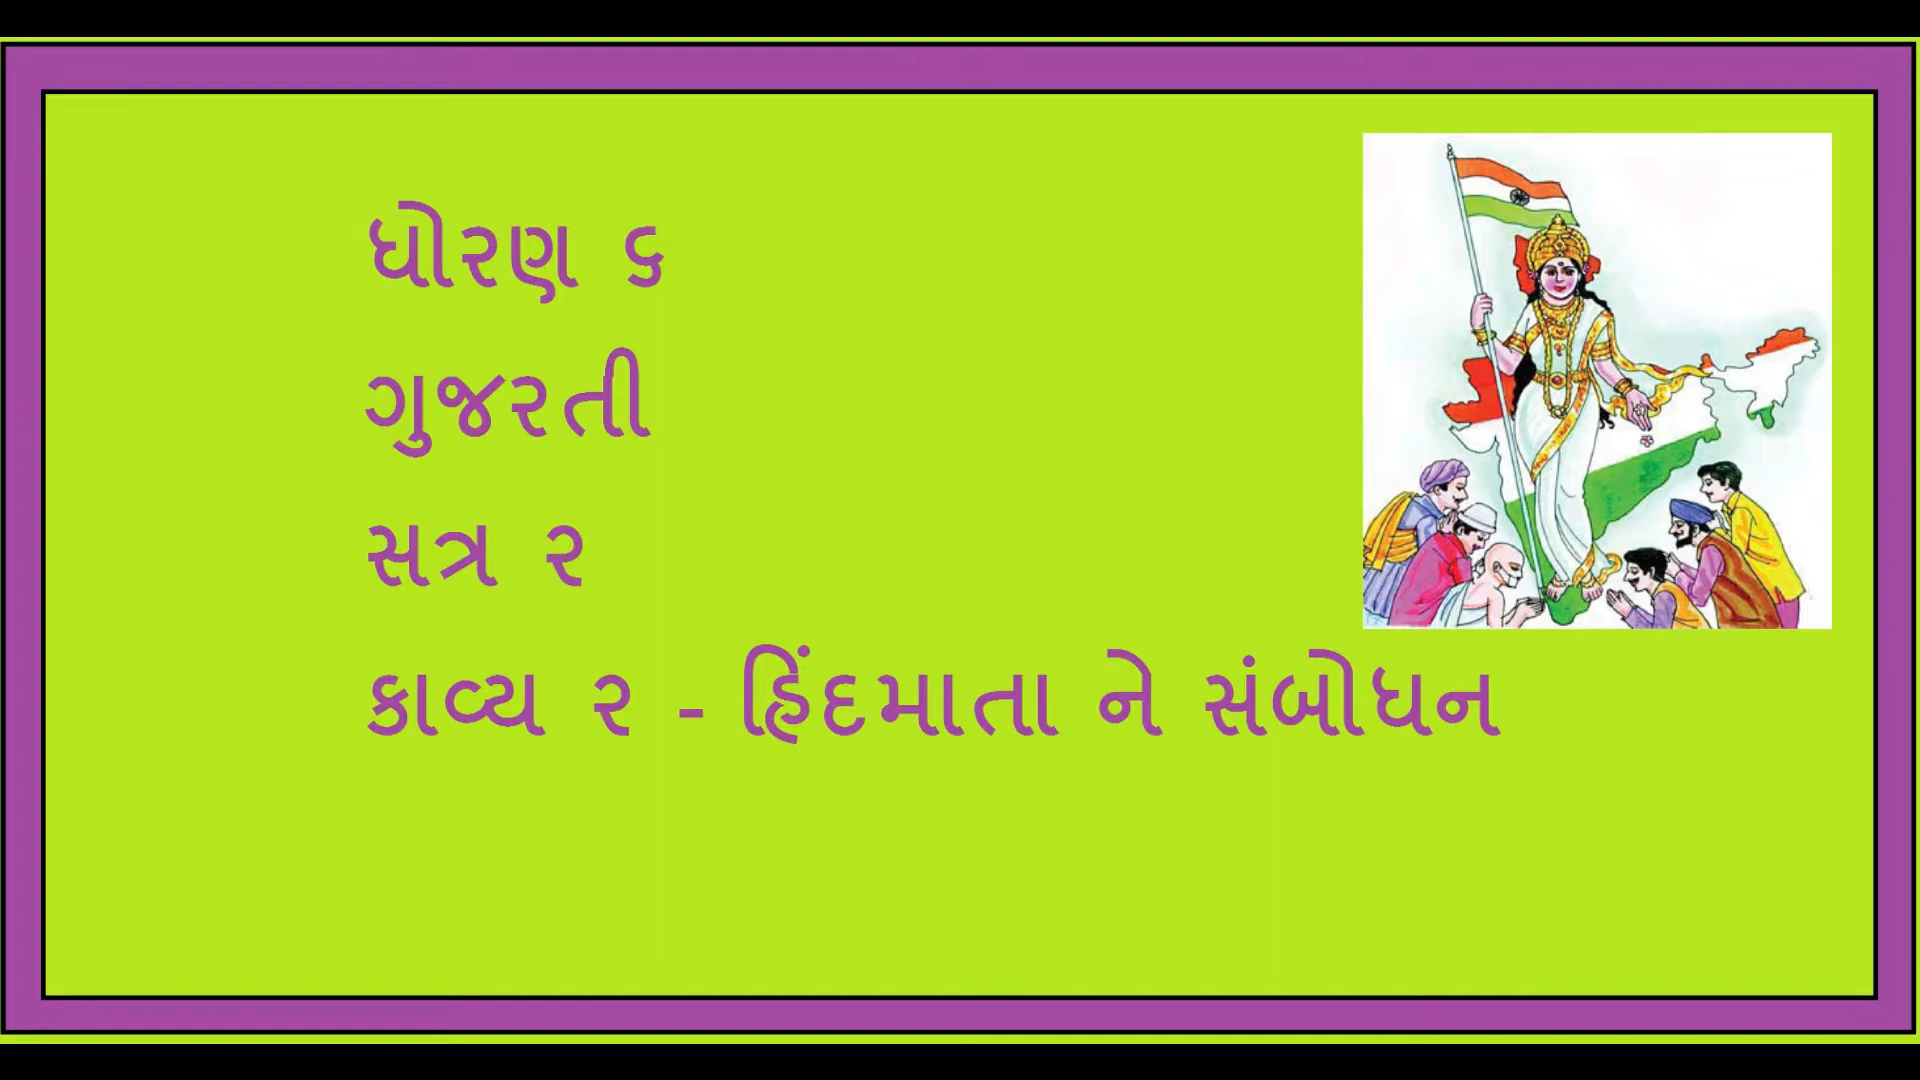 ધોરણ ૬
ગુજરતી
સત્ર ૨
કાવ્ય ૨ - હિંદમાતા ને સંબોધન